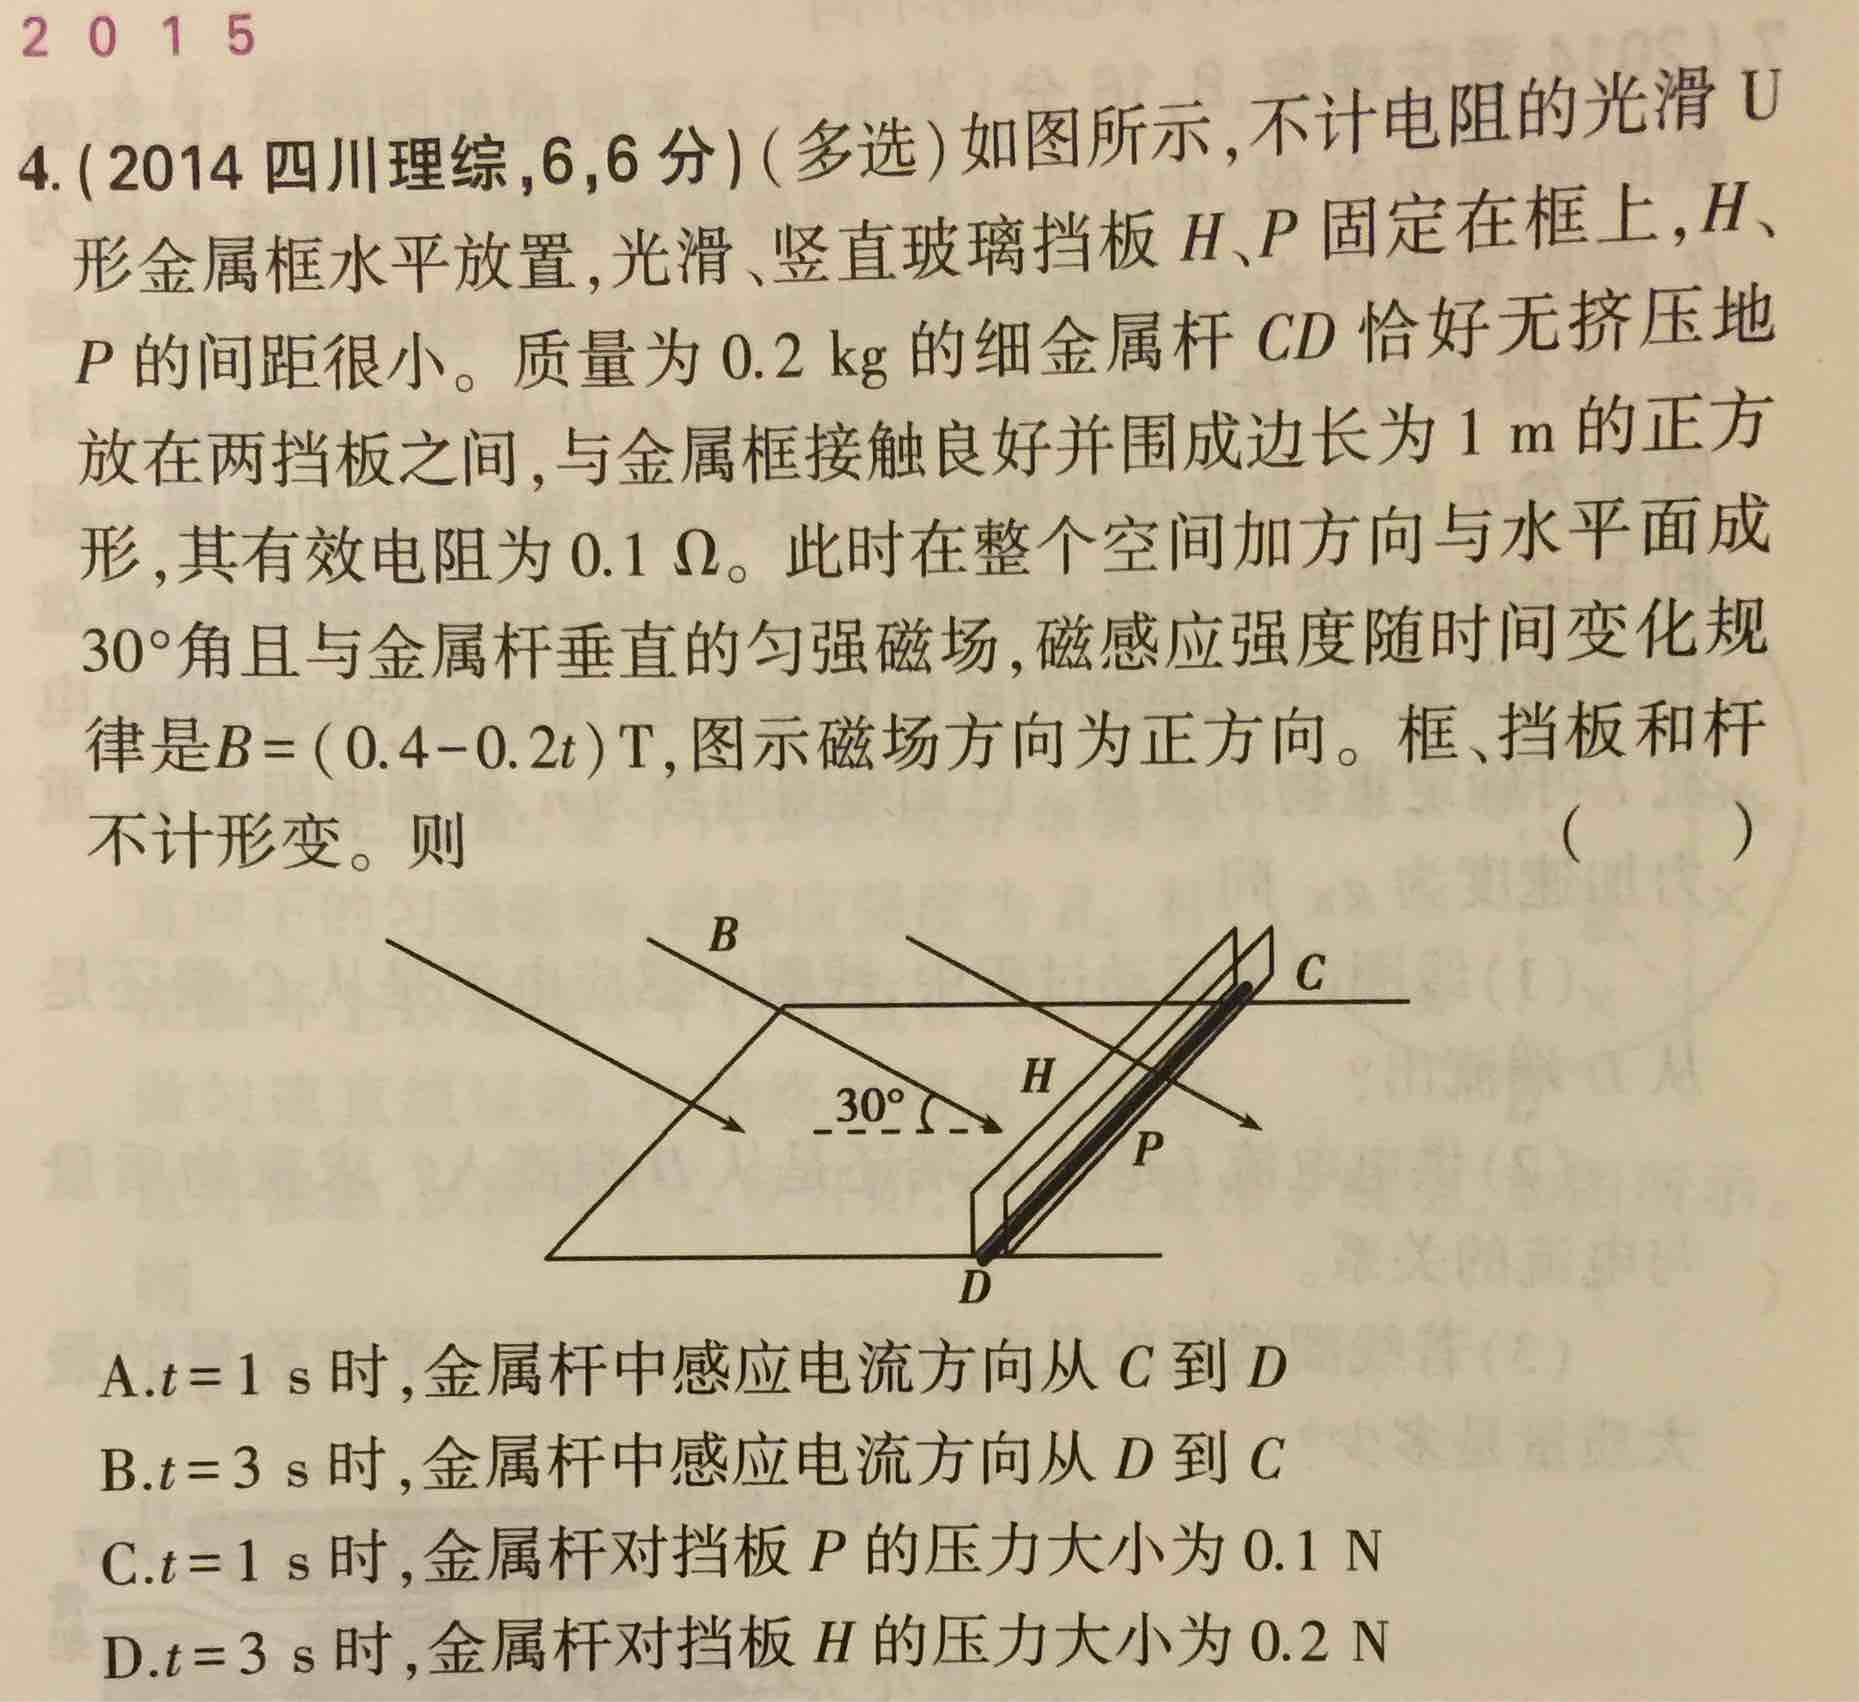 2 0 1 5
4.(2014 四川理综,6,6 分)(多选)如图所示,不计电阻的光滑 U
形金属框水平放置,光滑、竖直玻璃挡板 H、P 固定在框上,H、
P 的间距很小。质量为 0.2 kg 的细金属杆 CD 恰好无挤压地
放在两挡板之间,与金属框接触良好并围成边长为 1 m 的正方
形,其有效电阻为 0.1 Ω。此时在整个空间加方向与水平面成
30°角且与金属杆垂直的匀强磁场,磁感应强度随时间变化规
律是B=(0.4-0.2t)T,图示磁场方向为正方向。框、挡板和杆
不计形变。则 ( )
B
C
H
30°
P
D
A.t=1 s 时,金属杆中感应电流方向从 C 到 D
B.t=3 s 时,金属杆中感应电流方向从 D 到 C
C.t=1 s 时,金属杆对挡板 P 的压力大小为 0.1 N
D.t=3 s 时,金属杆对挡板 H 的压力大小为 0.2 N